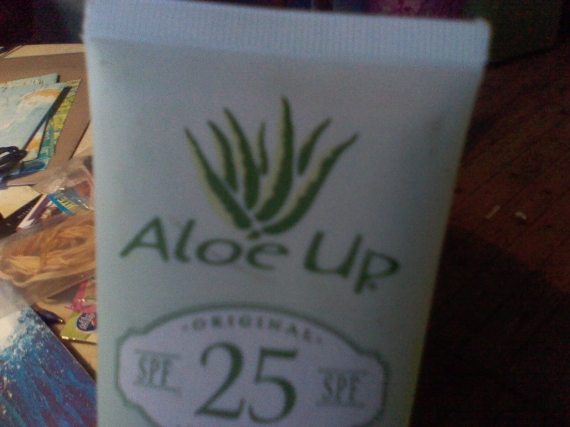 Aloe Up
·ORIGINAL·
SPF 25 SPF